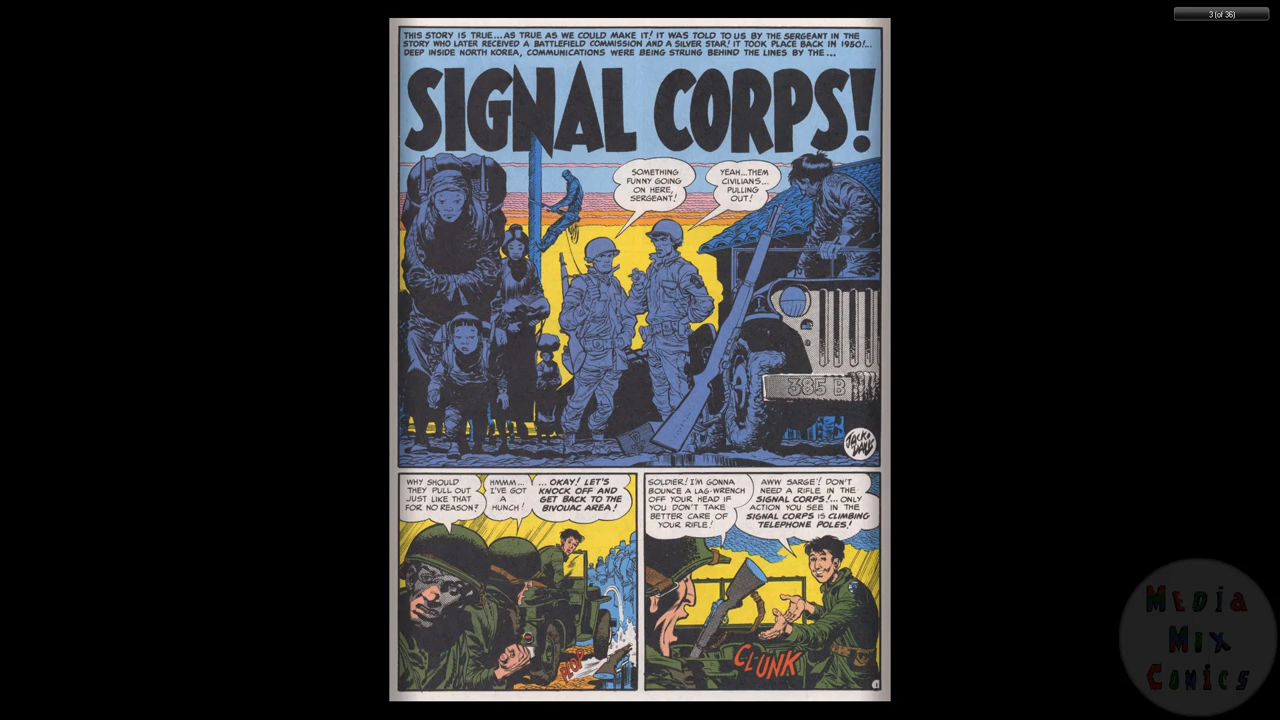 3 (of 36)
THIS STORY IS TRUE...AS TRUE AS WE COULD MAKE IT! IT WAS TOLD TO US BY THE SERGEANT IN THE
STORY WHO LATER RECEIVED A BATTLEFIELD COMMISSION AND A SILVER STAR! IT TOOK PLACE BACK IN 1950!...
DEEP INSIDE NORTH KOREA, COMMUNICATIONS WERE BEING STRUNG BEHIND THE LINES BY THE...
SIGNAL CORPS!
SOMETHING
FUNNY GOING
ON HERE,
SERGEANT!
YEAH...THEM
CIVILIANS...
PULLING
OUT!
385 B
JACK
DAVIS
WHY SHOULD
THEY PULL OUT
JUST LIKE THAT
FOR NO REASON?
HMMM...
I'VE GOT
A
HUNCH!
...OKAY! LET'S
KNOCK OFF AND
GET BACK TO THE
BIVOUAC AREA!
PLOP
SOLDIER! I'M GONNA
BOUNCE A LAG-WRENCH
OFF YOUR HEAD IF
YOU DON'T TAKE
BETTER CARE OF
YOUR RIFLE!
AWW SARGE! DON'T
NEED A RIFLE IN THE
SIGNAL CORPS!...ONLY
ACTION YOU SEE IN THE
SIGNAL CORPS IS CLIMBING
TELEPHONE POLES!
CLUNK
1
MEDIA
MIX
COMICS